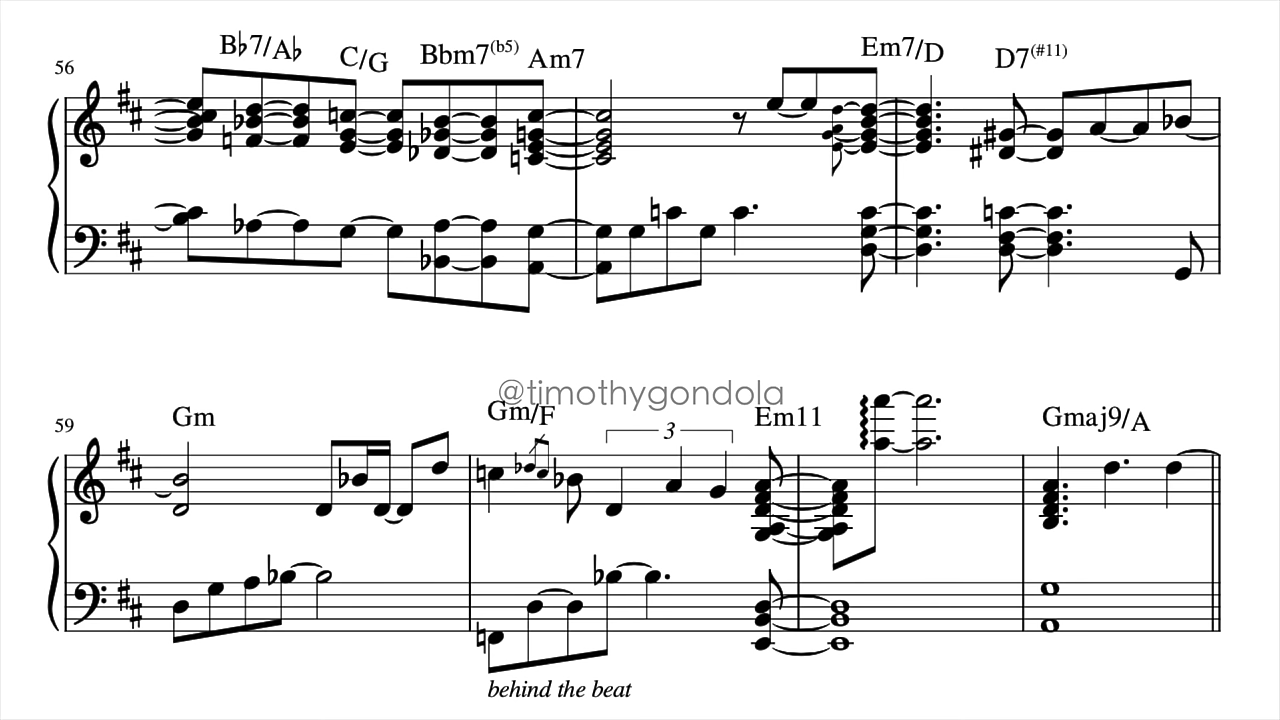 56
B♭7/A♭ C/G Bbm7(b5) Am7 Em7/D D7(#11)
@timothygondola
59
Gm Gm/F 3 Em11 Gmaj9/A
behind the beat